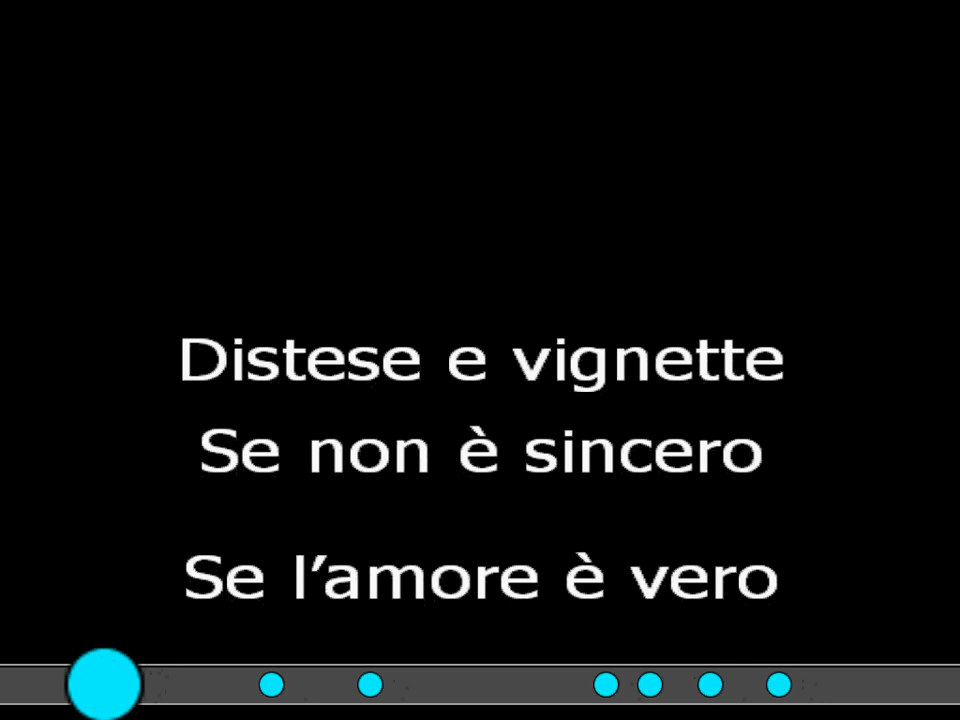 Distese e vignette
Se non è sincero
Se l’amore è vero